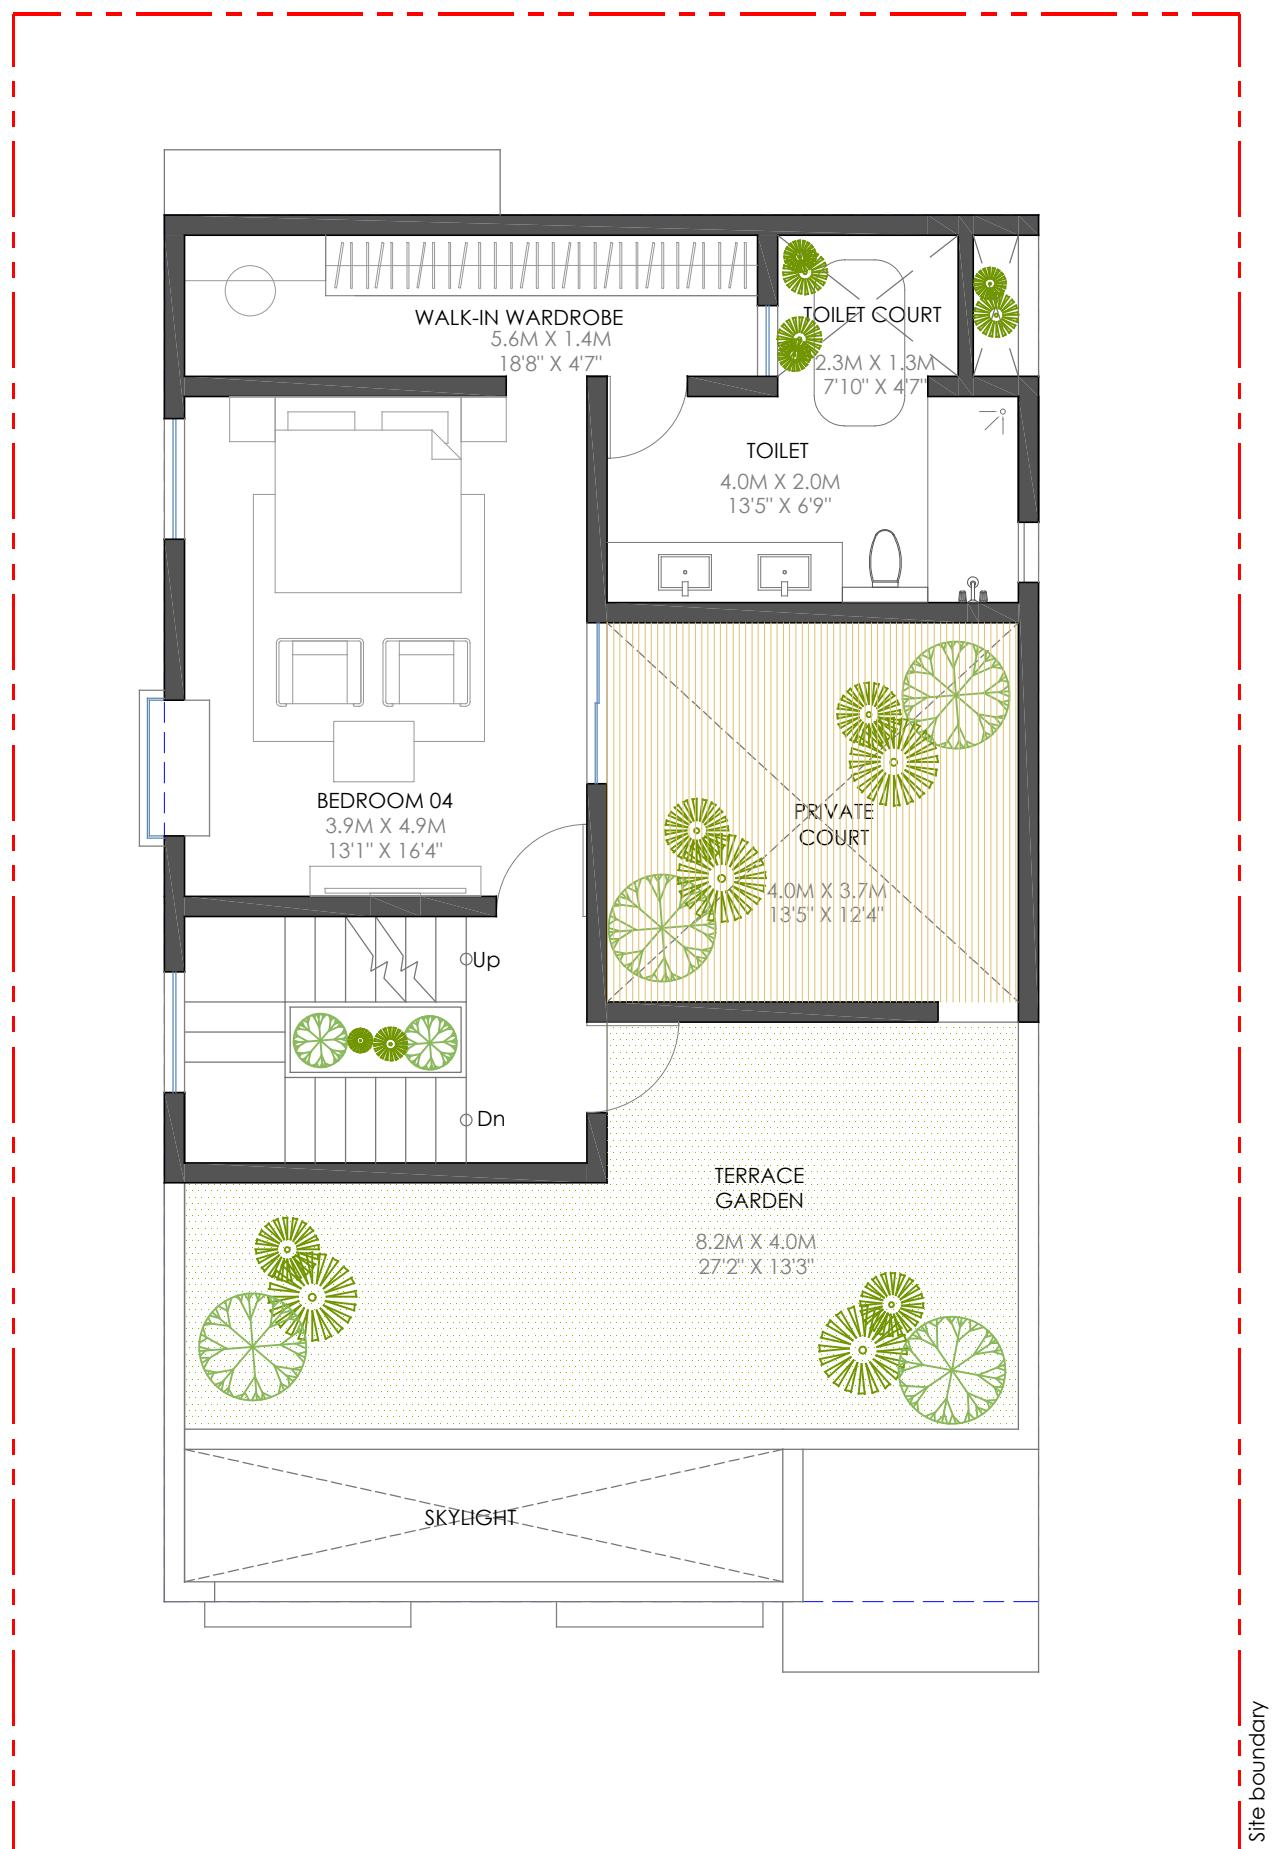 WALK-IN WARDROBE
5.6M X 1.4M
18'8" X 4'7"
TOILET COURT
2.3M X 1.3M
7'10" X 4'7"
TOILET
4.0M X 2.0M
13'5" X 6'9"
BEDROOM 04
3.9M X 4.9M
13'1" X 16'4"
PRIVATE
COURT
4.0M X 3.7M
13'5" X 12'4"
Up
Dn
TERRACE
GARDEN
8.2M X 4.0M
27'2" X 13'3"
SKYLIGHT
Site boundary